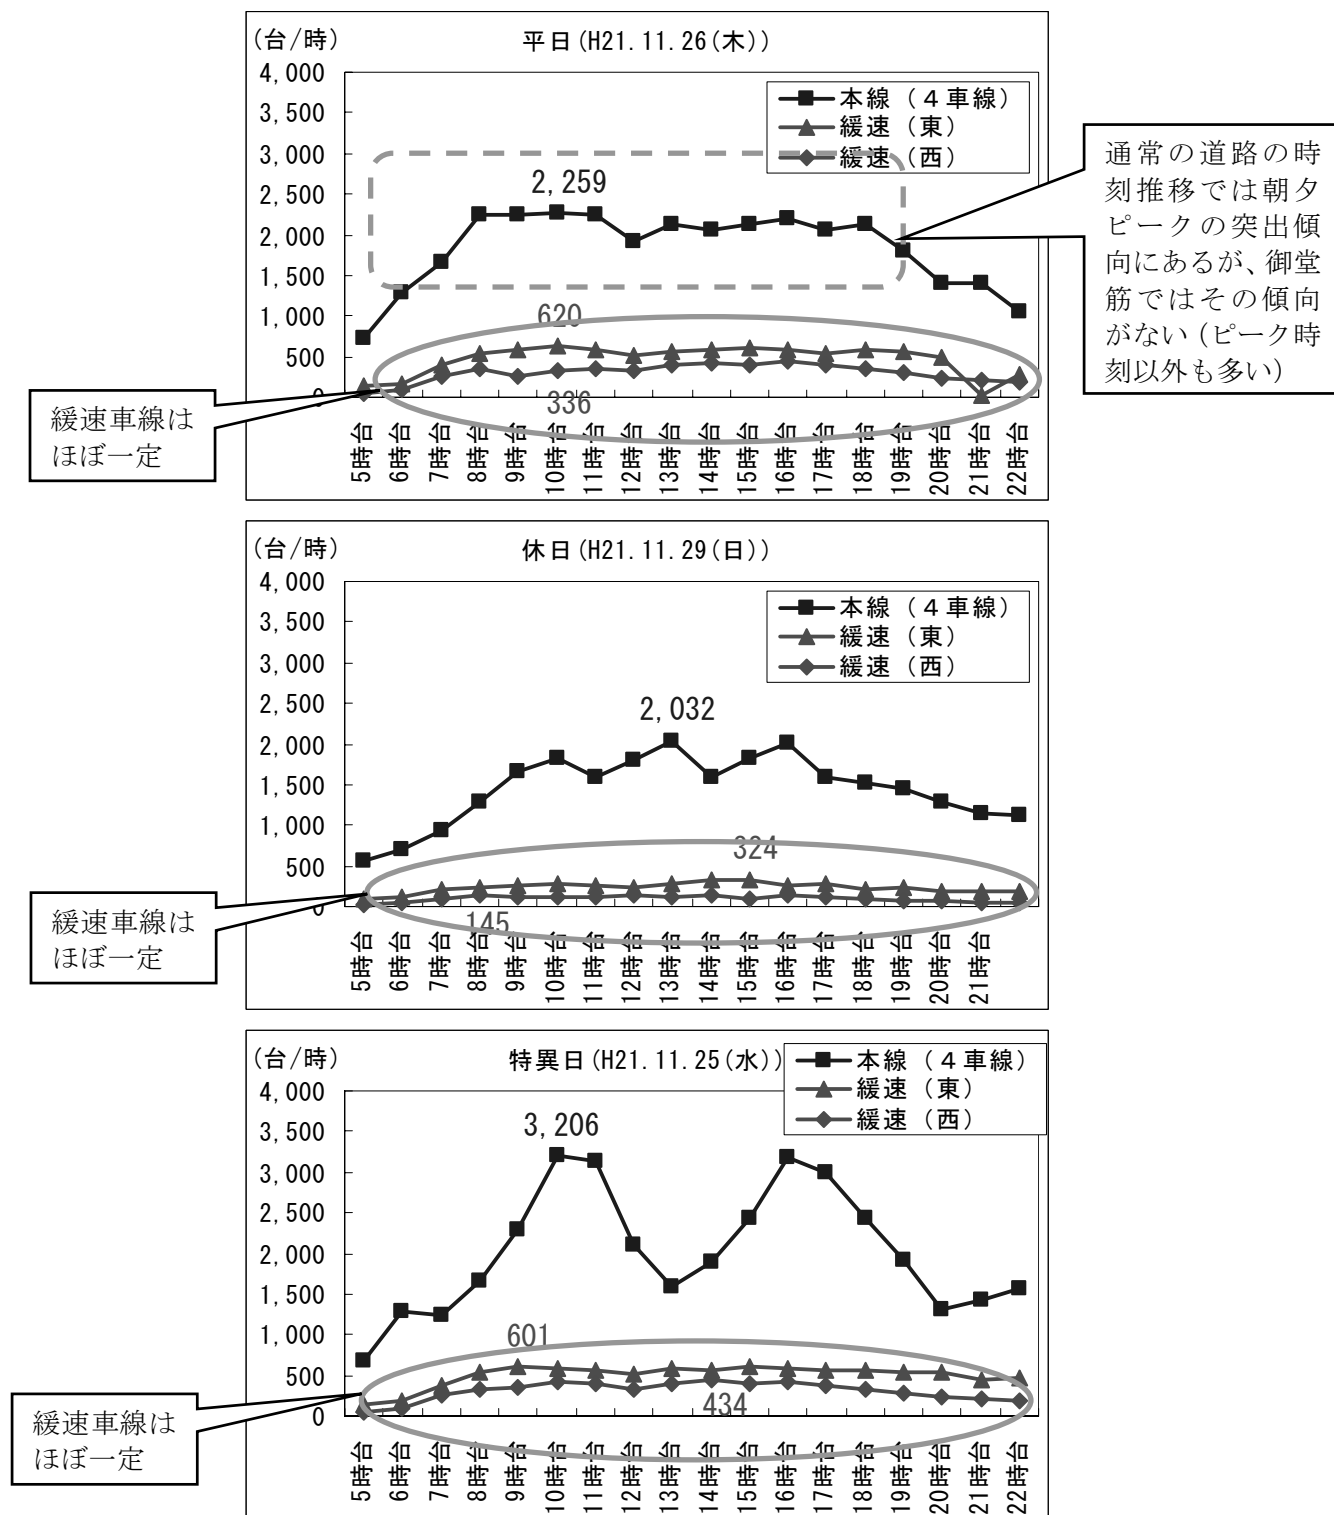 (台/時)
平日(H21.11.26(木))
4,000
3,500
3,000
2,500
2,000
1,500
1,000
500
0
本線（４車線）
緩速（東）
緩速（西）
2,259
620
336
5時台
6時台
7時台
8時台
9時台
10時台
11時台
12時台
13時台
14時台
15時台
16時台
17時台
18時台
19時台
20時台
21時台
22時台
通常の道路の時
刻推移では朝夕
ピークの突出傾
向にあるが、御堂
筋ではその傾向
がない（ピーク時
刻以外も多い）
緩速車線は
ほぼ一定
(台/時)
休日(H21.11.29(日))
4,000
3,500
3,000
2,500
2,000
1,500
1,000
500
0
本線（４車線）
緩速（東）
緩速（西）
2,032
324
145
5時台
6時台
7時台
8時台
9時台
10時台
11時台
12時台
13時台
14時台
15時台
16時台
17時台
18時台
19時台
20時台
21時台
緩速車線は
ほぼ一定
(台/時)
特異日(H21.11.25(水))
4,000
3,500
3,000
2,500
2,000
1,500
1,000
500
0
本線（４車線）
緩速（東）
緩速（西）
3,206
601
434
5時台
6時台
7時台
8時台
9時台
10時台
11時台
12時台
13時台
14時台
15時台
16時台
17時台
18時台
19時台
20時台
21時台
22時台
緩速車線は
ほぼ一定